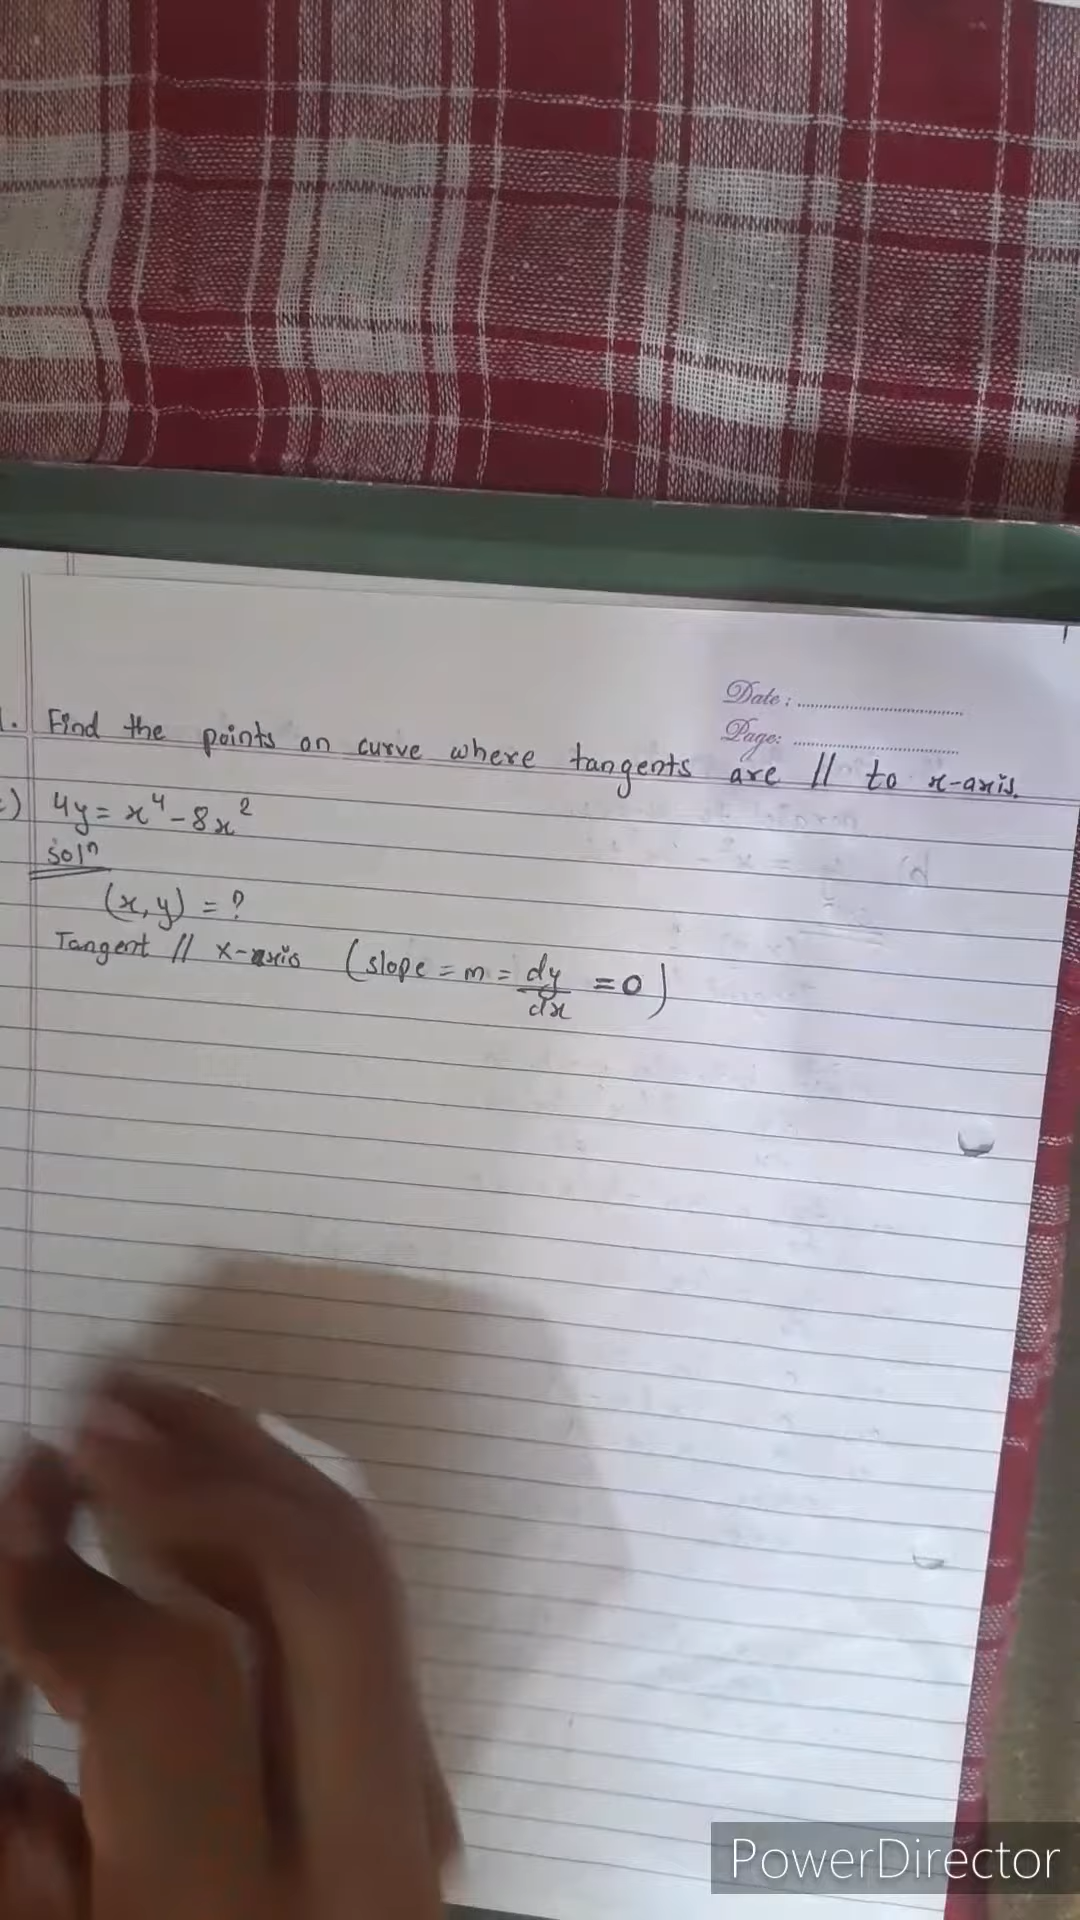 Date :
Page:
1. Find the points on curve where tangents are // to x-axis.
c) 4y = x⁴ - 8x²
Solⁿ
(x, y) = ?
Tangent // x-axis (slope = m = dy/dx = 0)
PowerDirector